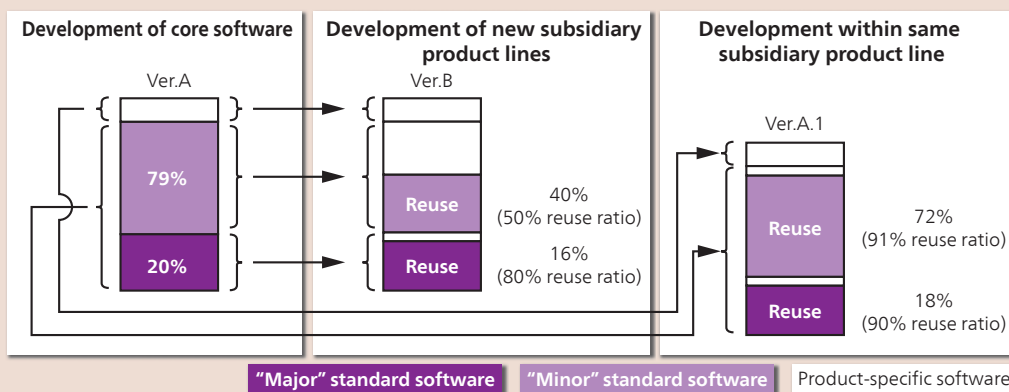 Development of core software
Ver.A
79%
20%
Development of new subsidiary
product lines
Ver.B
Reuse
40%
(50% reuse ratio)
Reuse
16%
(80% reuse ratio)
Development within same
subsidiary product line
Ver.A.1
Reuse
72%
(91% reuse ratio)
Reuse
18%
(90% reuse ratio)
“Major” standard software
“Minor” standard software
Product-specific software